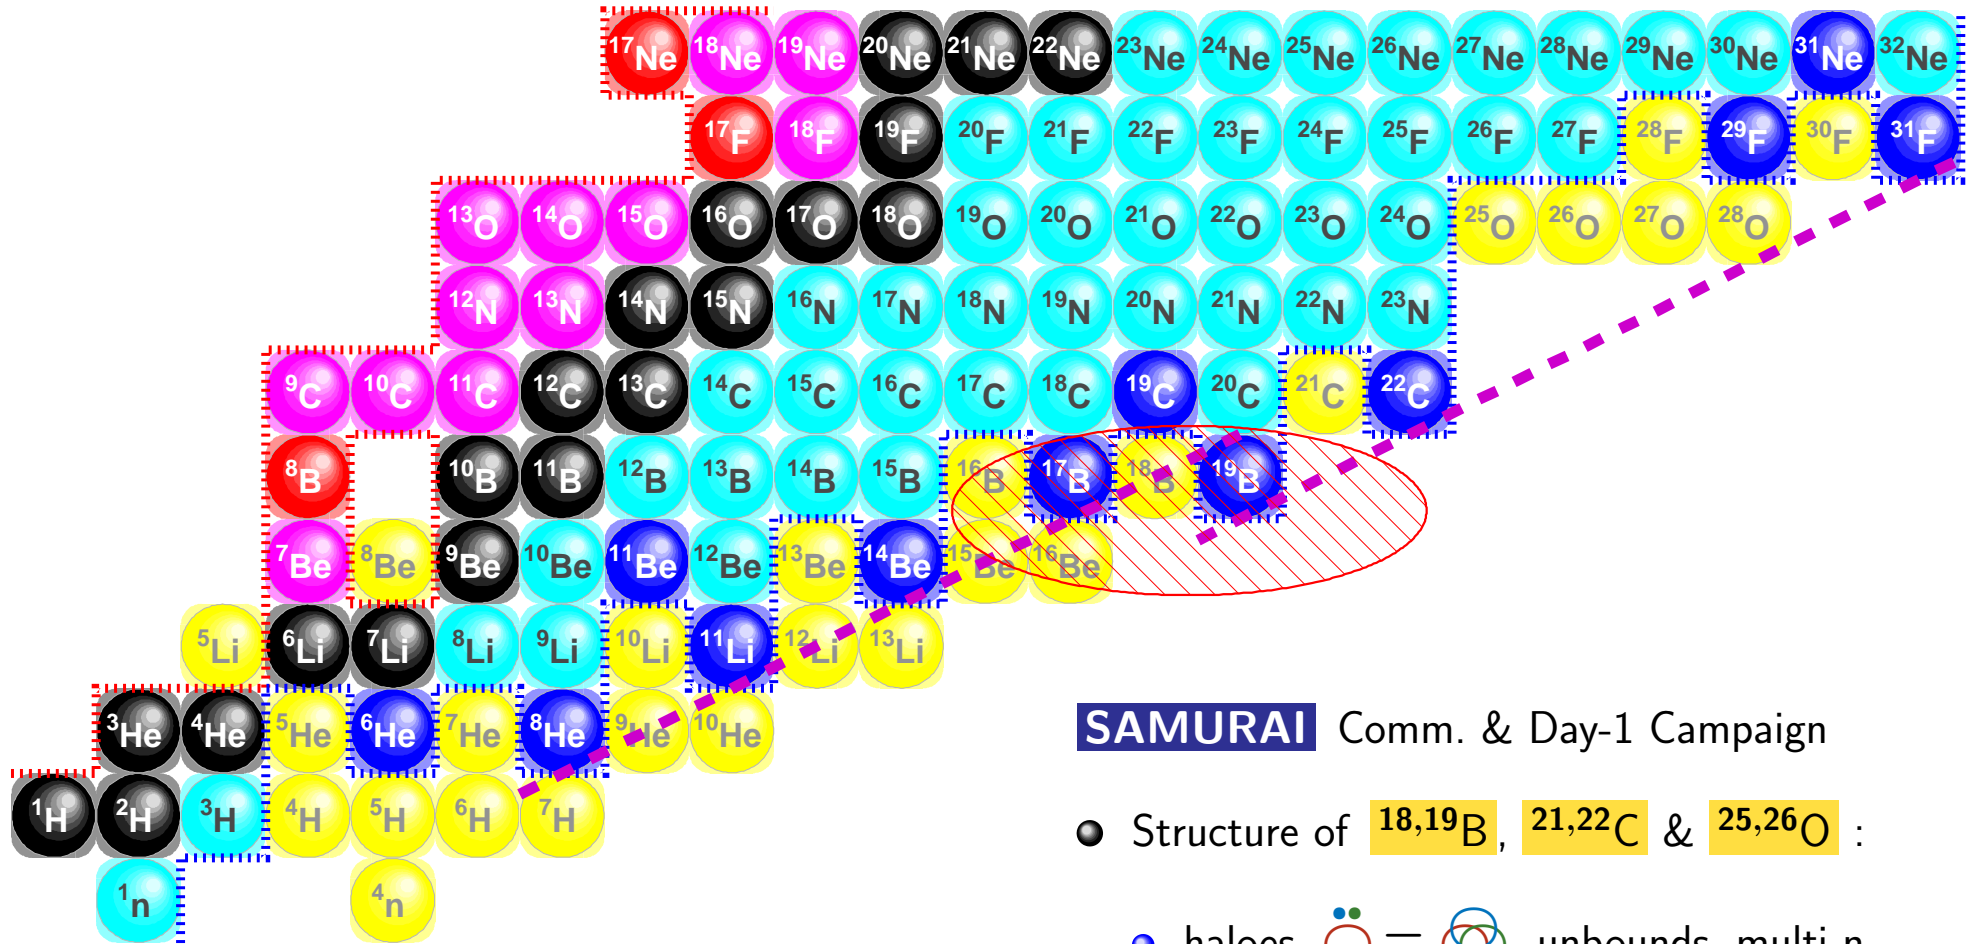 17Ne 18Ne 19Ne 20Ne 21Ne 22Ne 23Ne 24Ne 25Ne 26Ne 27Ne 28Ne 29Ne 30Ne 31Ne 32Ne
17F 18F 19F 20F 21F 22F 23F 24F 25F 26F 27F 28F 29F 30F 31F
13O 14O 15O 16O 17O 18O 19O 20O 21O 22O 23O 24O 25O 26O 27O 28O
12N 13N 14N 15N 16N 17N 18N 19N 20N 21N 22N 23N
9C 10C 11C 12C 13C 14C 15C 16C 17C 18C 19C 20C 21C 22C
8B 10B 11B 12B 13B 14B 15B 16B 17B 18B 19B
7Be 8Be 9Be 10Be 11Be 12Be 13Be 14Be 15Be 16Be
5Li 6Li 7Li 8Li 9Li 10Li 11Li 12Li 13Li
3He 4He 5He 6He 7He 8He 9He 10He
1H 2H 3H 4H 5H 6H 7H
1n 4n
SAMURAI Comm. & Day-1 Campaign
Structure of 18,19B, 21,22C & 25,26O :
haloes unbounds multi-n